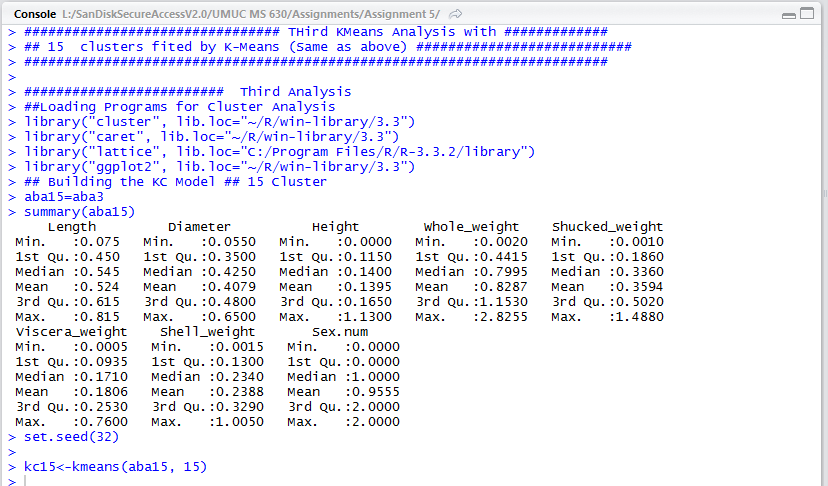 Console L:/SanDiskSecureAccessV2.0/UMUC MS 630/Assignments/Assignment 5/
> ################################ THird KMeans Analysis with #############
> ## 15  clusters fited by K-Means (Same as above) ###########################
> #########################################################################
>
> #########################  Third Analysis
> ##Loading Programs for Cluster Analysis
> library("cluster", lib.loc="~/R/win-library/3.3")
> library("caret", lib.loc="~/R/win-library/3.3")
> library("lattice", lib.loc="C:/Program Files/R/R-3.3.2/library")
> library("ggplot2", lib.loc="~/R/win-library/3.3")
> ## Building the KC Model ## 15 Cluster
> aba15=aba3
> summary(aba15)
     Length         Diameter          Height        Whole_weight    Shucked_weight
 Min.   :0.075   Min.   :0.0550   Min.   :0.0000   Min.   :0.0020   Min.   :0.0010
 1st Qu.:0.450   1st Qu.:0.3500   1st Qu.:0.1150   1st Qu.:0.4415   1st Qu.:0.1860
 Median :0.545   Median :0.4250   Median :0.1400   Median :0.7995   Median :0.3360
 Mean   :0.524   Mean   :0.4079   Mean   :0.1395   Mean   :0.8287   Mean   :0.3594
 3rd Qu.:0.615   3rd Qu.:0.4800   3rd Qu.:0.1650   3rd Qu.:1.1530   3rd Qu.:0.5020
 Max.   :0.815   Max.   :0.6500   Max.   :1.1300   Max.   :2.8255   Max.   :1.4880
 Viscera_weight    Shell_weight       Sex.num
 Min.   :0.0005   Min.   :0.0015   Min.   :0.0000
 1st Qu.:0.0935   1st Qu.:0.1300   1st Qu.:0.0000
 Median :0.1710   Median :0.2340   Median :1.0000
 Mean   :0.1806   Mean   :0.2388   Mean   :0.9555
 3rd Qu.:0.2530   3rd Qu.:0.3290   3rd Qu.:2.0000
 Max.   :0.7600   Max.   :1.0050   Max.   :2.0000
> set.seed(32)
>
> kc15<-kmeans(aba15, 15)
>